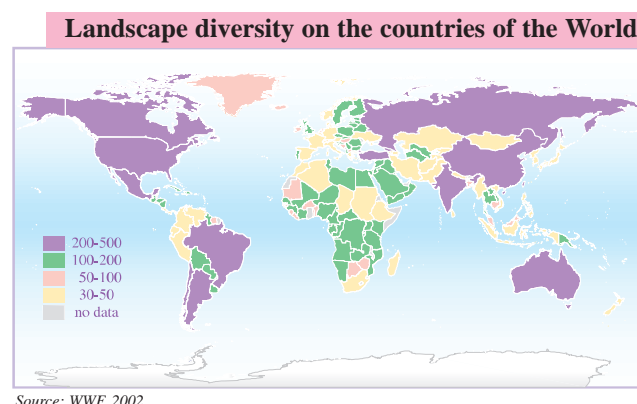 Landscape diversity on the countries of the World
200-500
100-200
50-100
30-50
no data
Source: WWF, 2002